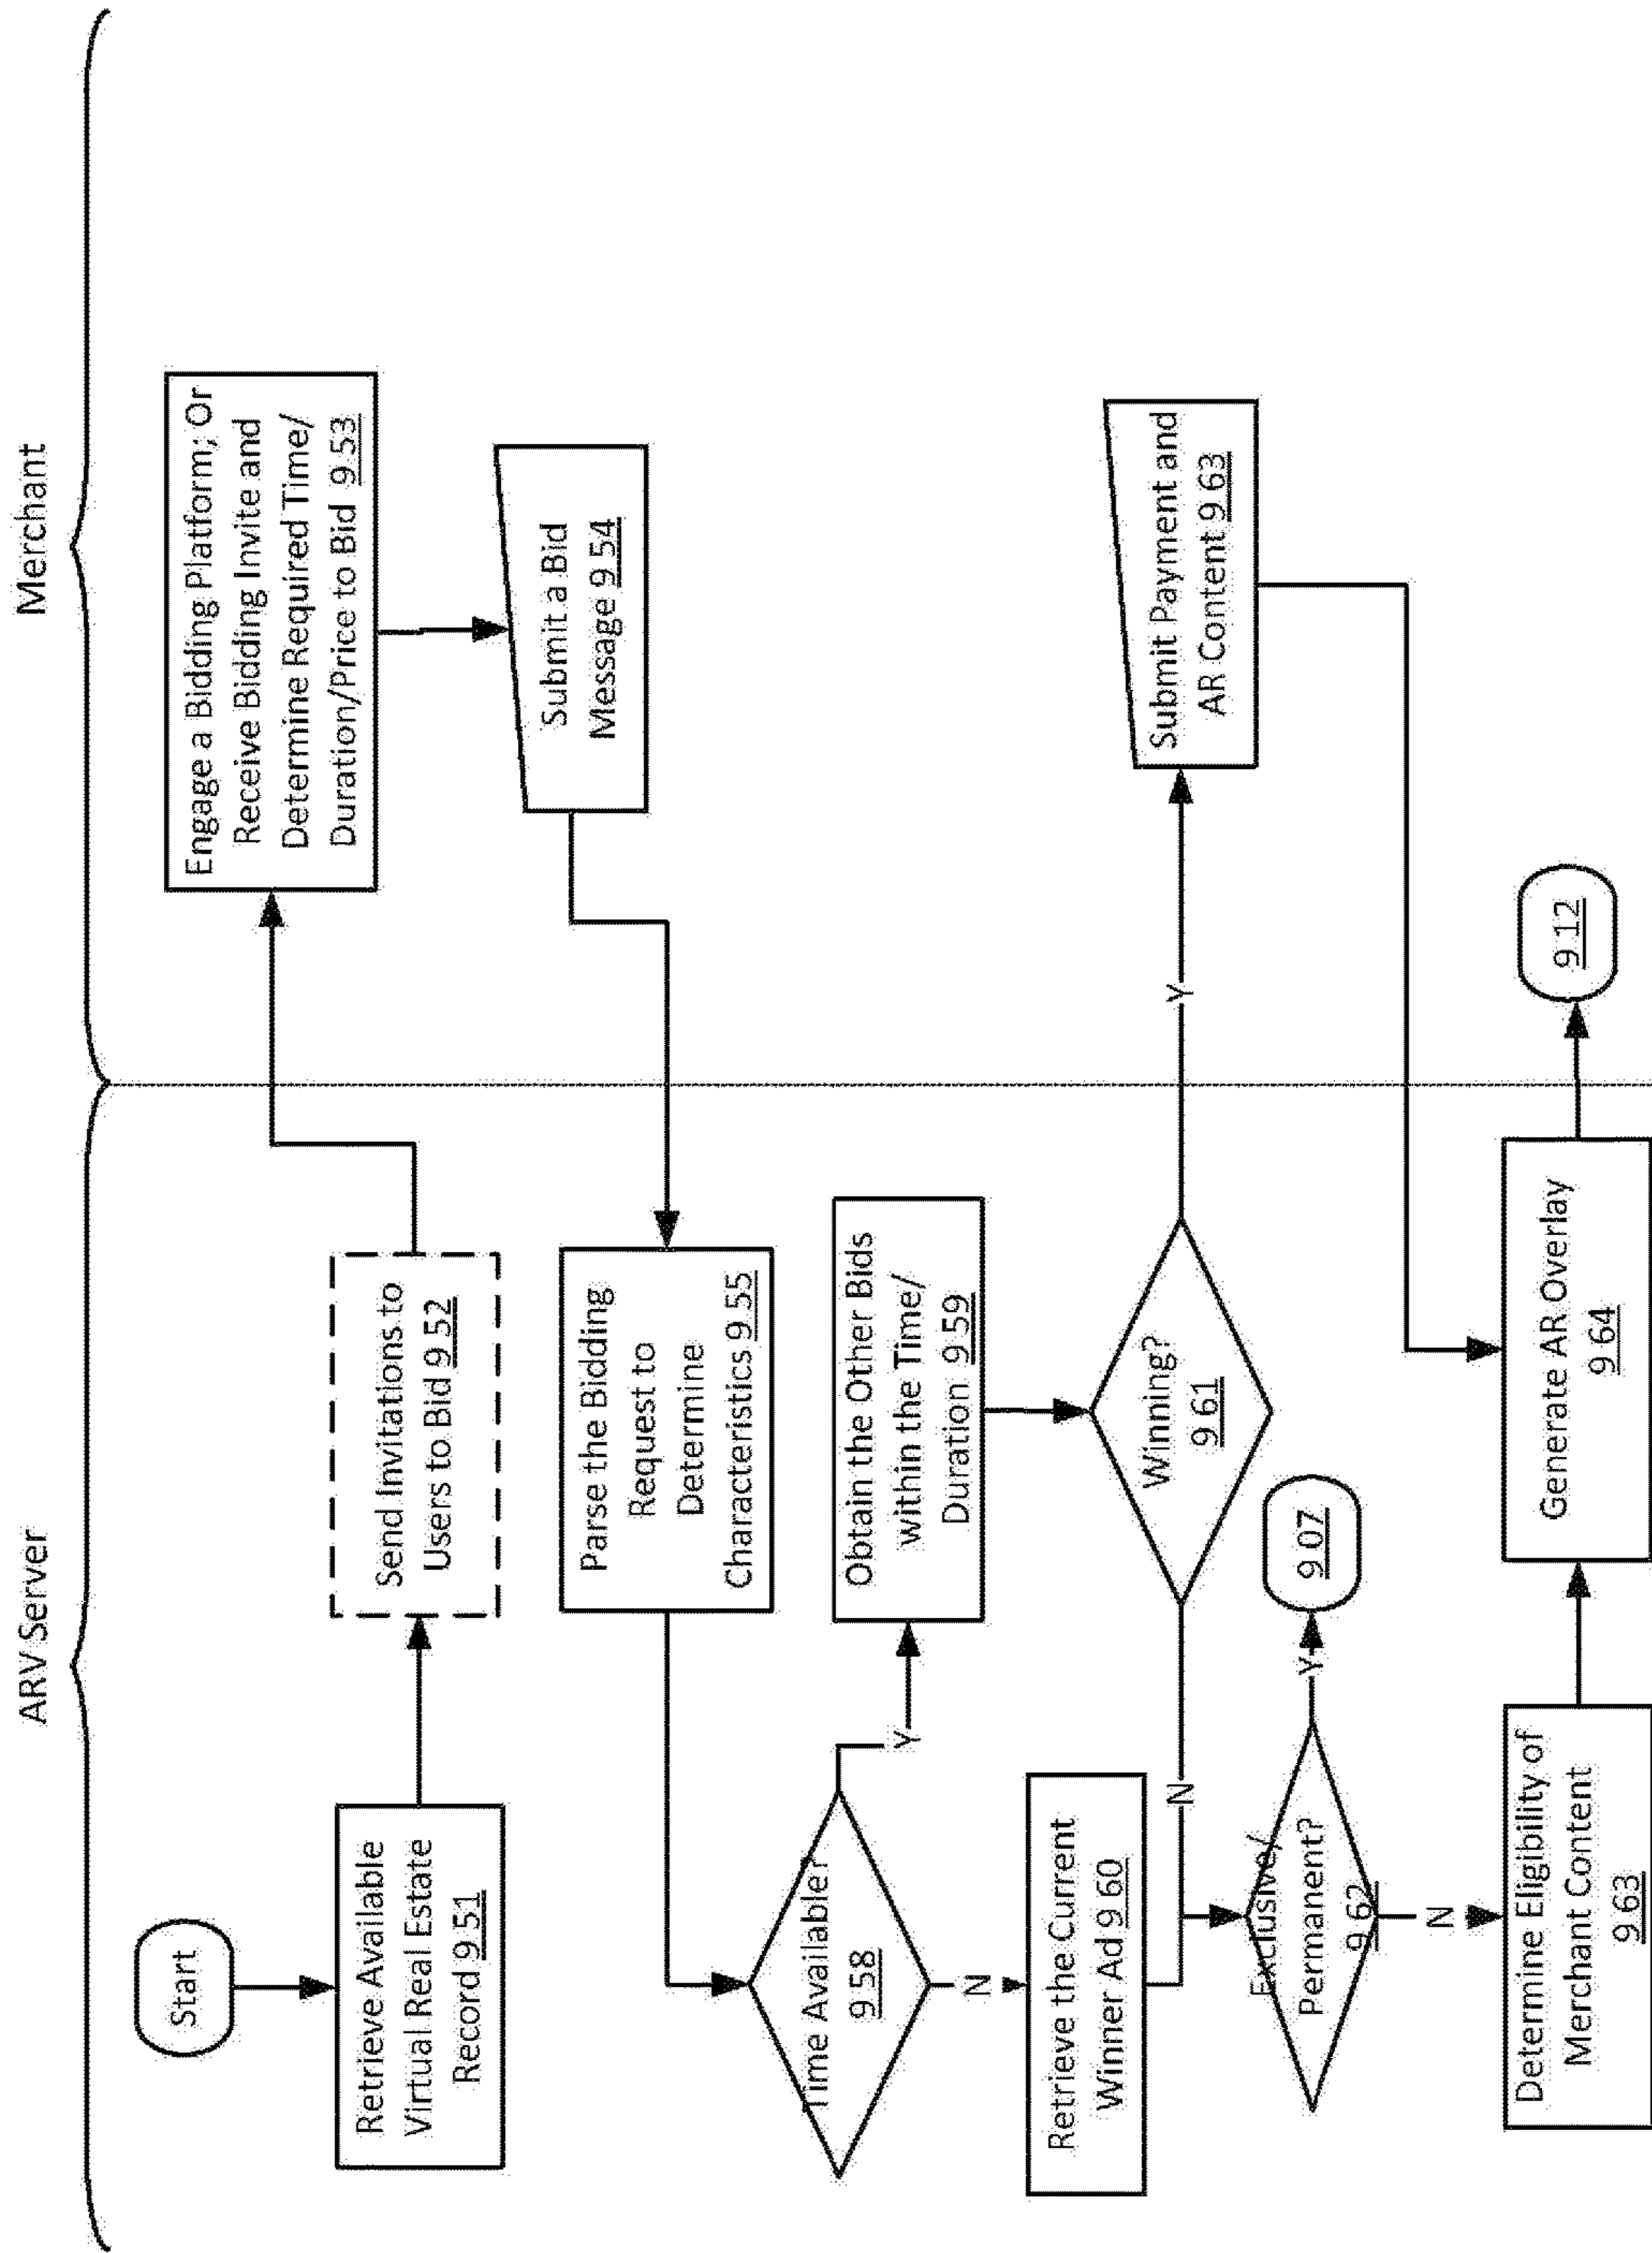 ARV Server
Merchant
Start
Retrieve Available
Virtual Real Estate
Record 9 51
Send Invitations to
Users to Bid 9 52
Engage a Bidding Platform; Or
Receive Bidding Invite and
Determine Required Time/
Duration/Price to Bid 9 53
Submit a Bid
Message 9 54
Parse the Bidding
Request to
Determine
Characteristics 9 55
Time Available?
9 58
Y
N
Obtain the Other Bids
within the Time/
Duration 9 59
Retrieve the Current
Winner Ad 9 60
Winning?
9 61
Y
N
Submit Payment and
AR Content 9 63
Exclusive/
Permanent?
9 62
Y
9 07
N
Determine Eligibility of
Merchant Content
9 63
Generate AR Overlay
9 64
9 12